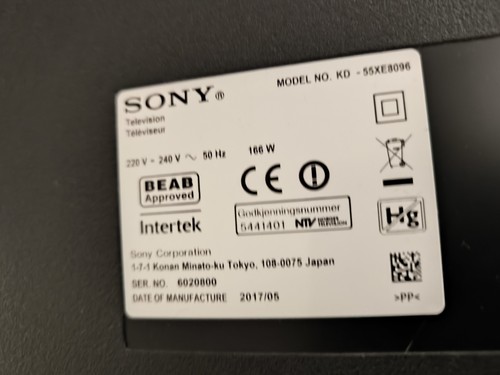 SONY®
MODEL NO. KD - 55XE8096
Television
Téléviseur
220 V - 240 V ~ 50 Hz 166 W
BEAB
Approved
CE
Intertek
Godkjenningsnummer
5441401 NTV
Hg
Sony Corporation
1-7-1 Konan Minato-ku Tokyo, 108-0075 Japan
SER. NO. 6020800
DATE OF MANUFACTURE 2017/05
>PP<